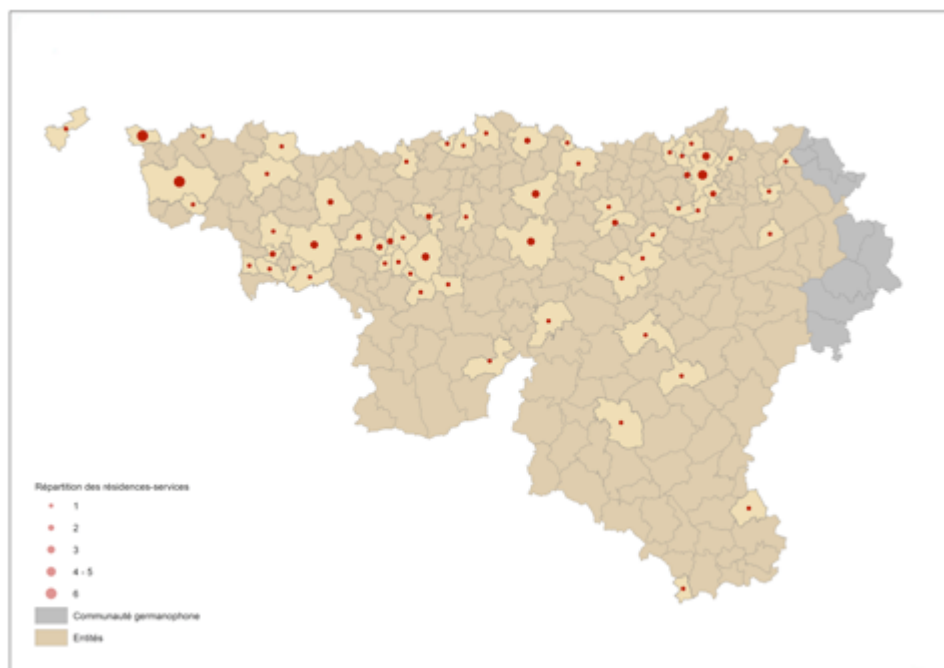 Répartition des résidences-services
1
2
3
4 - 5
6
Communauté germanophone
Entités